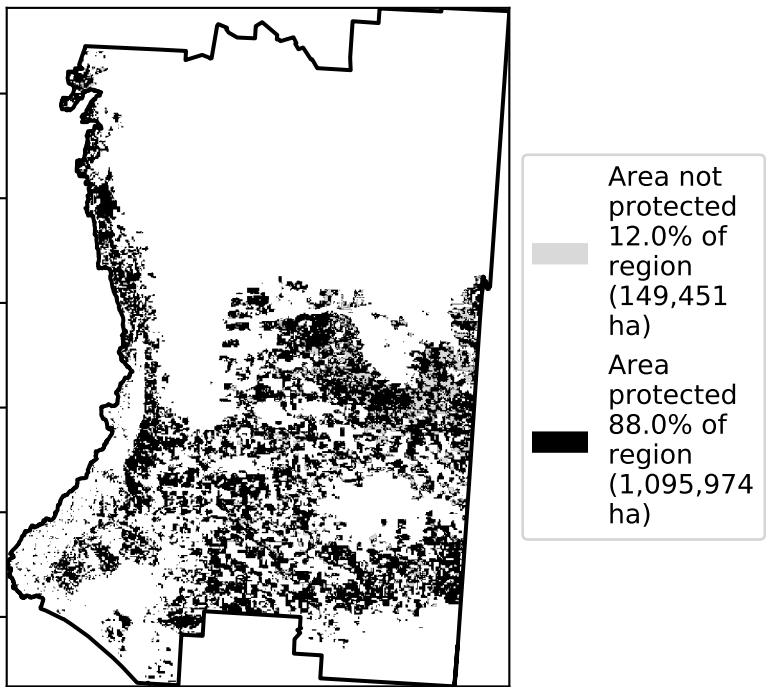 Area not
protected
12.0% of
region
(149,451
ha)
Area
protected
88.0% of
region
(1,095,974
ha)